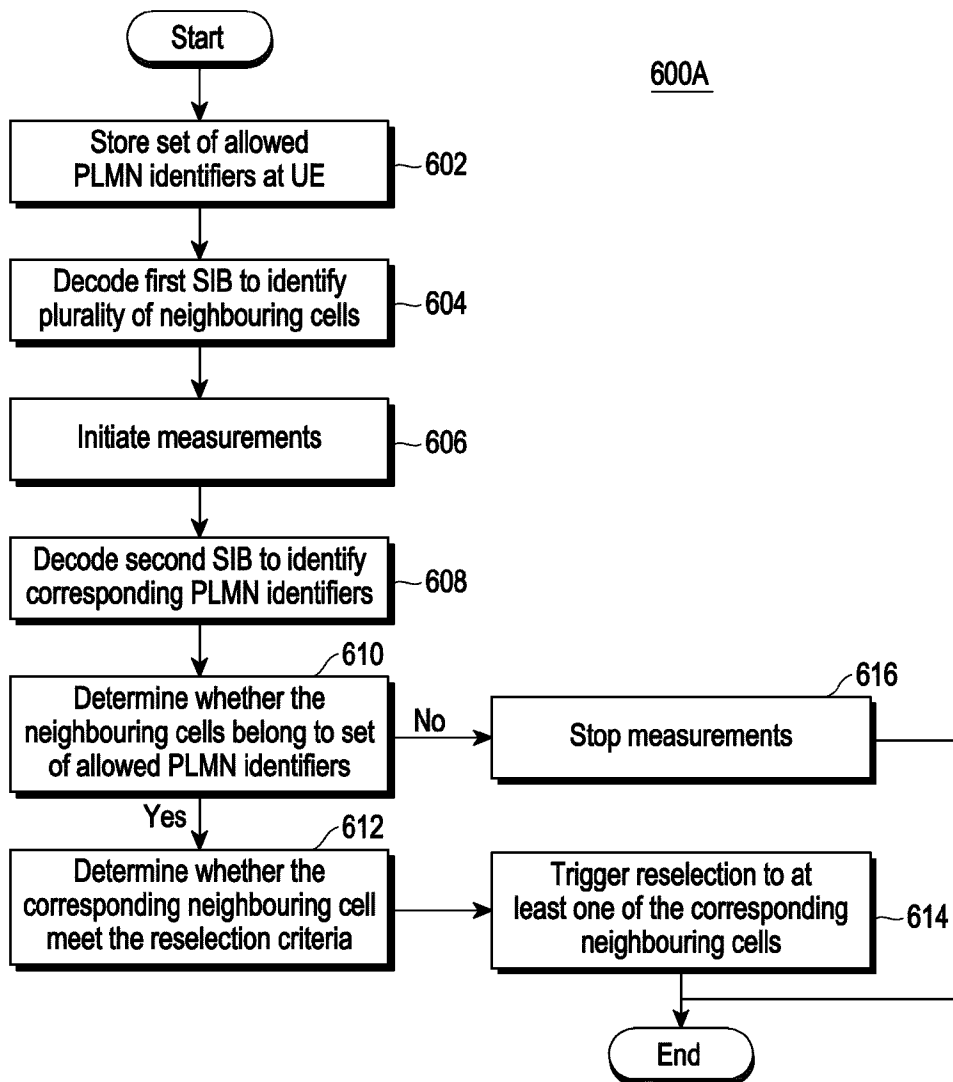 Start
600A
Store set of allowed
PLMN identifiers at UE
602
Decode first SIB to identify
plurality of neighbouring cells
604
Initiate measurements
606
Decode second SIB to identify
corresponding PLMN identifiers
608
610
Determine whether the
neighbouring cells belong to set
of allowed PLMN identifiers
No
616
Stop measurements
Yes
612
Determine whether the
corresponding neighbouring cell
meet the reselection criteria
Trigger reselection to at
least one of the corresponding
neighbouring cells
614
End